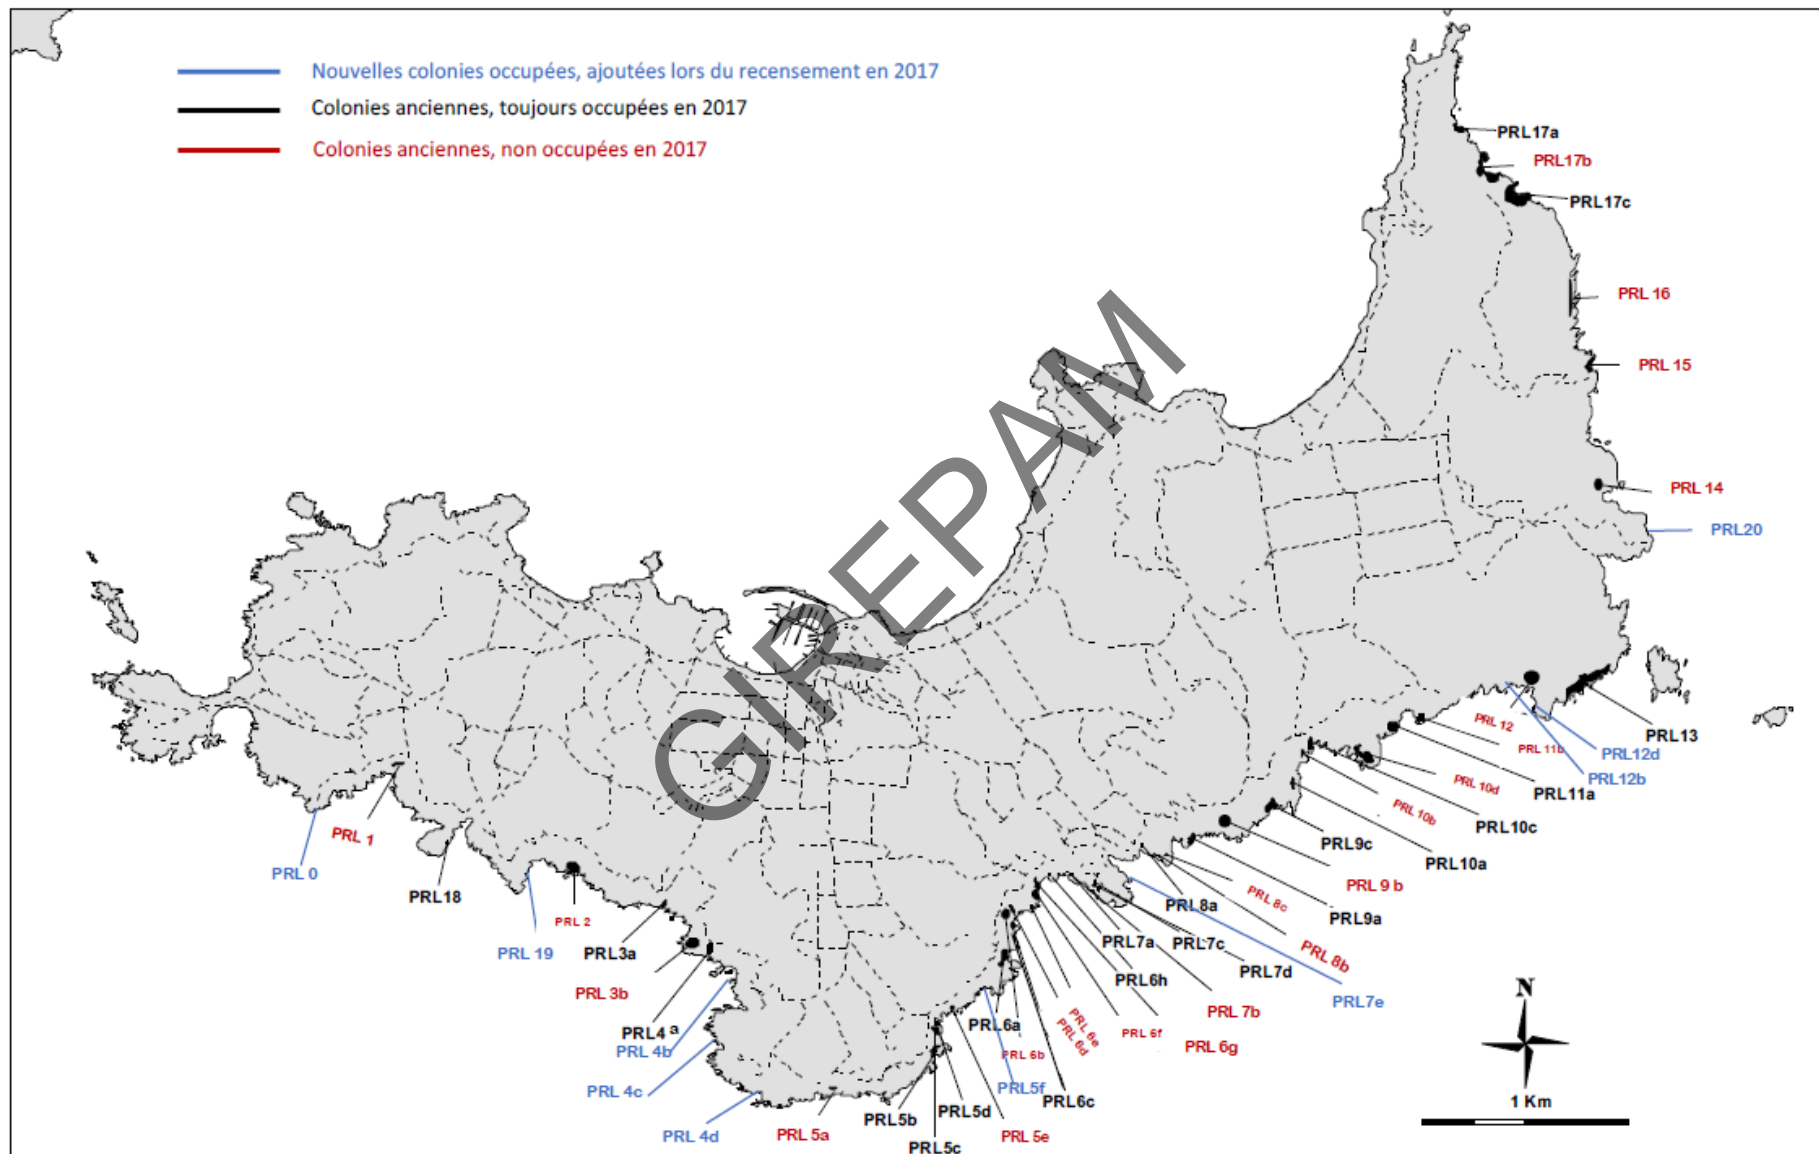 Nouvelles colonies occupées, ajoutées lors du recensement en 2017
Colonies anciennes, toujours occupées en 2017
Colonies anciennes, non occupées en 2017
PRL17a
PRL17b
PRL17c
PRL 16
PRL 15
PRL 14
PRL20
GIREPAM
PRL 12
PRL13
PRL 11b
PRL12d
PRL12b
PRL11a
PRL 10d
PRL 10b
PRL10c
PRL9c
PRL10a
PRL 1
PRL 0
PRL18
PRL 9 b
PRL 8c
PRL8a
PRL9a
PRL 2
PRL 19
PRL3a
PRL7a
PRL7c
PRL 8b
PRL7d
PRL6h
PRL 3b
PRL7e
PRL 7b
PRL4 a
PRL6a
PRL 6e
PRL 6d
PRL 6f
PRL 6g
PRL 4b
PRL 6b
PRL 4c
PRL5f
PRL6c
PRL5b
PRL5d
PRL 4d
PRL 5a
PRL5c
PRL 5e
N
1 Km